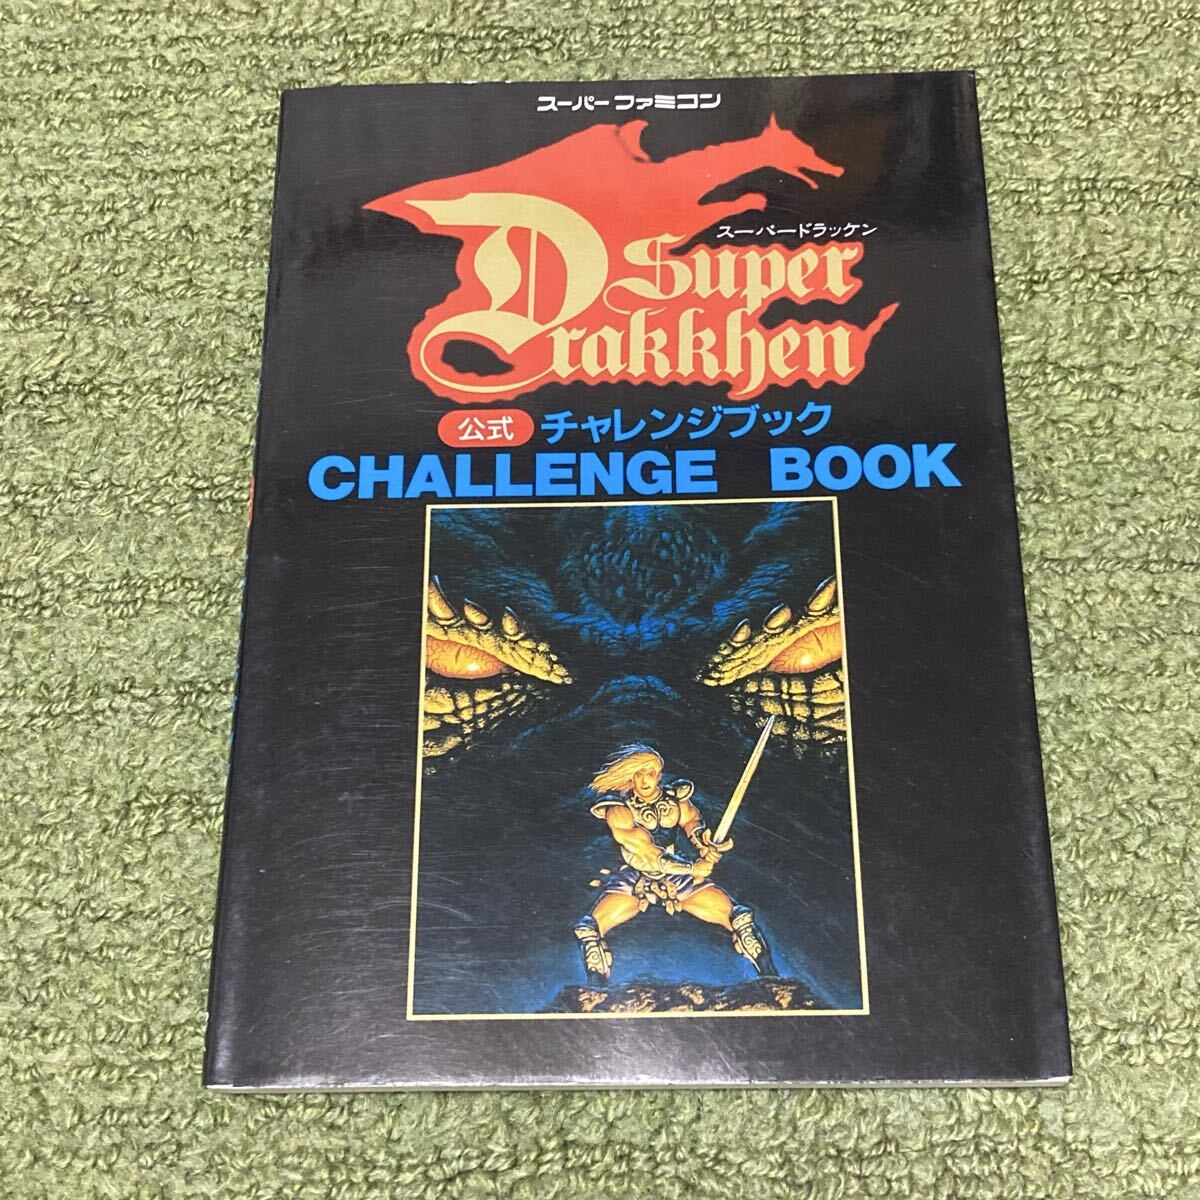 スーパーファミコン
スーパードラッケン
Super
Drakkhen
公式 チャレンジブック
CHALLENGE BOOK